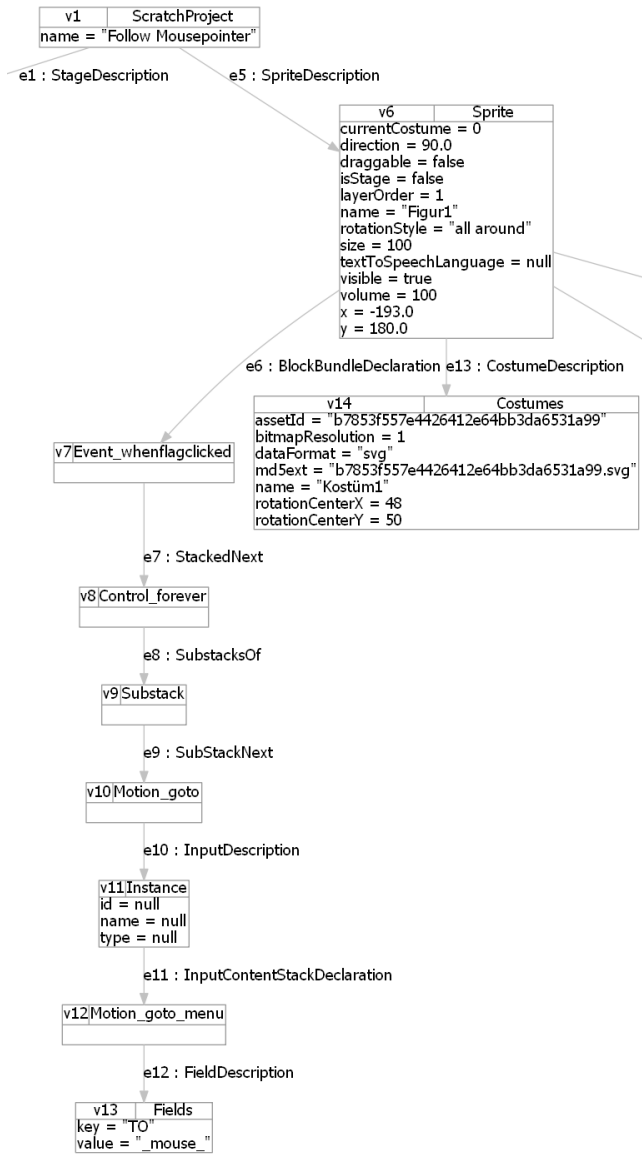 v1 ScratchProject
name = "Follow Mousepointer"
e1 : StageDescription
e5 : SpriteDescription
v6 Sprite
currentCostume = 0
direction = 90.0
draggable = false
isStage = false
layerOrder = 1
name = "Figur1"
rotationStyle = "all around"
size = 100
textToSpeechLanguage = null
visible = true
volume = 100
x = -193.0
y = 180.0
e6 : BlockBundleDeclaration
e13 : CostumeDescription
v14 Costumes
assetId = "b7853f557e4426412e64bb3da6531a99"
bitmapResolution = 1
dataFormat = "svg"
md5ext = "b7853f557e4426412e64bb3da6531a99.svg"
name = "Kostüm1"
rotationCenterX = 48
rotationCenterY = 50
v7 Event_whenflagclicked
e7 : StackedNext
v8 Control_forever
e8 : SubstacksOf
v9 Substack
e9 : SubStackNext
v10 Motion_goto
e10 : InputDescription
v11 Instance
id = null
name = null
type = null
e11 : InputContentStackDeclaration
v12 Motion_goto_menu
e12 : FieldDescription
v13 Fields
key = "TO"
value = "_mouse_"